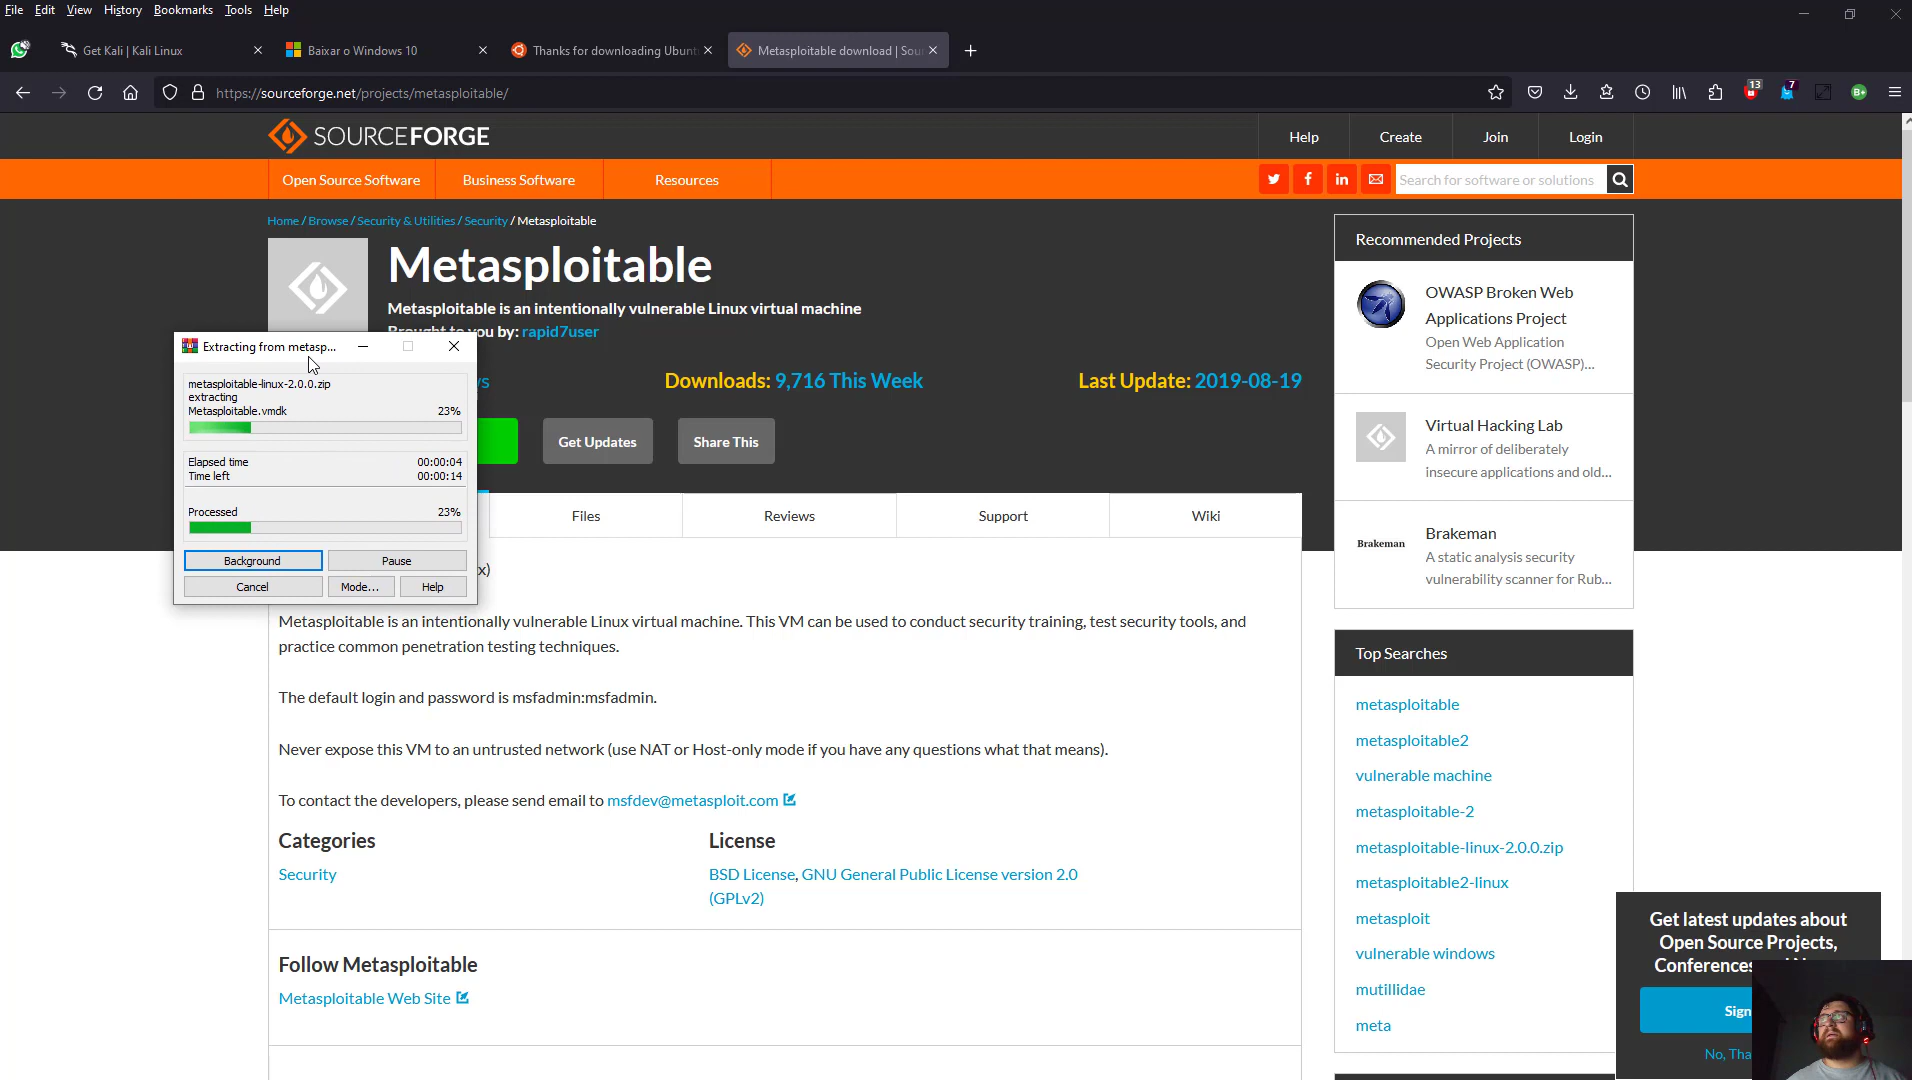 File Edit View History Bookmarks Tools Help
Get Kali | Kali Linux
Baixar o Windows 10
Thanks for downloading Ubunt
Metasploitable download | Sou
https://sourceforge.net/projects/metasploitable/
13
7
SOURCEFORGE
Help Create Join Login
Open Source Software Business Software Resources
Search for software or solutions
Home / Browse / Security & Utilities / Security / Metasploitable
Metasploitable
Metasploitable is an intentionally vulnerable Linux virtual machine
Brought to you by: rapid7user
Downloads: 9,716 This Week
Last Update: 2019-08-19
Get Updates
Share This
Files Reviews Support Wiki
x)
Metasploitable is an intentionally vulnerable Linux virtual machine. This VM can be used to conduct security training, test security tools, and
practice common penetration testing techniques.
The default login and password is msfadmin:msfadmin.
Never expose this VM to an untrusted network (use NAT or Host-only mode if you have any questions what that means).
To contact the developers, please send email to msfdev@metasploit.com
Categories
Security
License
BSD License, GNU General Public License version 2.0
(GPLv2)
Follow Metasploitable
Metasploitable Web Site
Extracting from metasp...
metasploitable-linux-2.0.0.zip
extracting
Metasploitable.vmdk 23%
Elapsed time 00:00:04
Time left 00:00:14
Processed 23%
Background Pause
Cancel Mode... Help
Recommended Projects
OWASP Broken Web
Applications Project
Open Web Application
Security Project (OWASP)...
Virtual Hacking Lab
A mirror of deliberately
insecure applications and old...
Brakeman
Brakeman
A static analysis security
vulnerability scanner for Rub...
Top Searches
metasploitable
metasploitable2
vulnerable machine
metasploitable-2
metasploitable-linux-2.0.0.zip
metasploitable2-linux
metasploit
vulnerable windows
mutillidae
meta
Get latest updates about
Open Source Projects,
Conferences
Sign
No, Tha